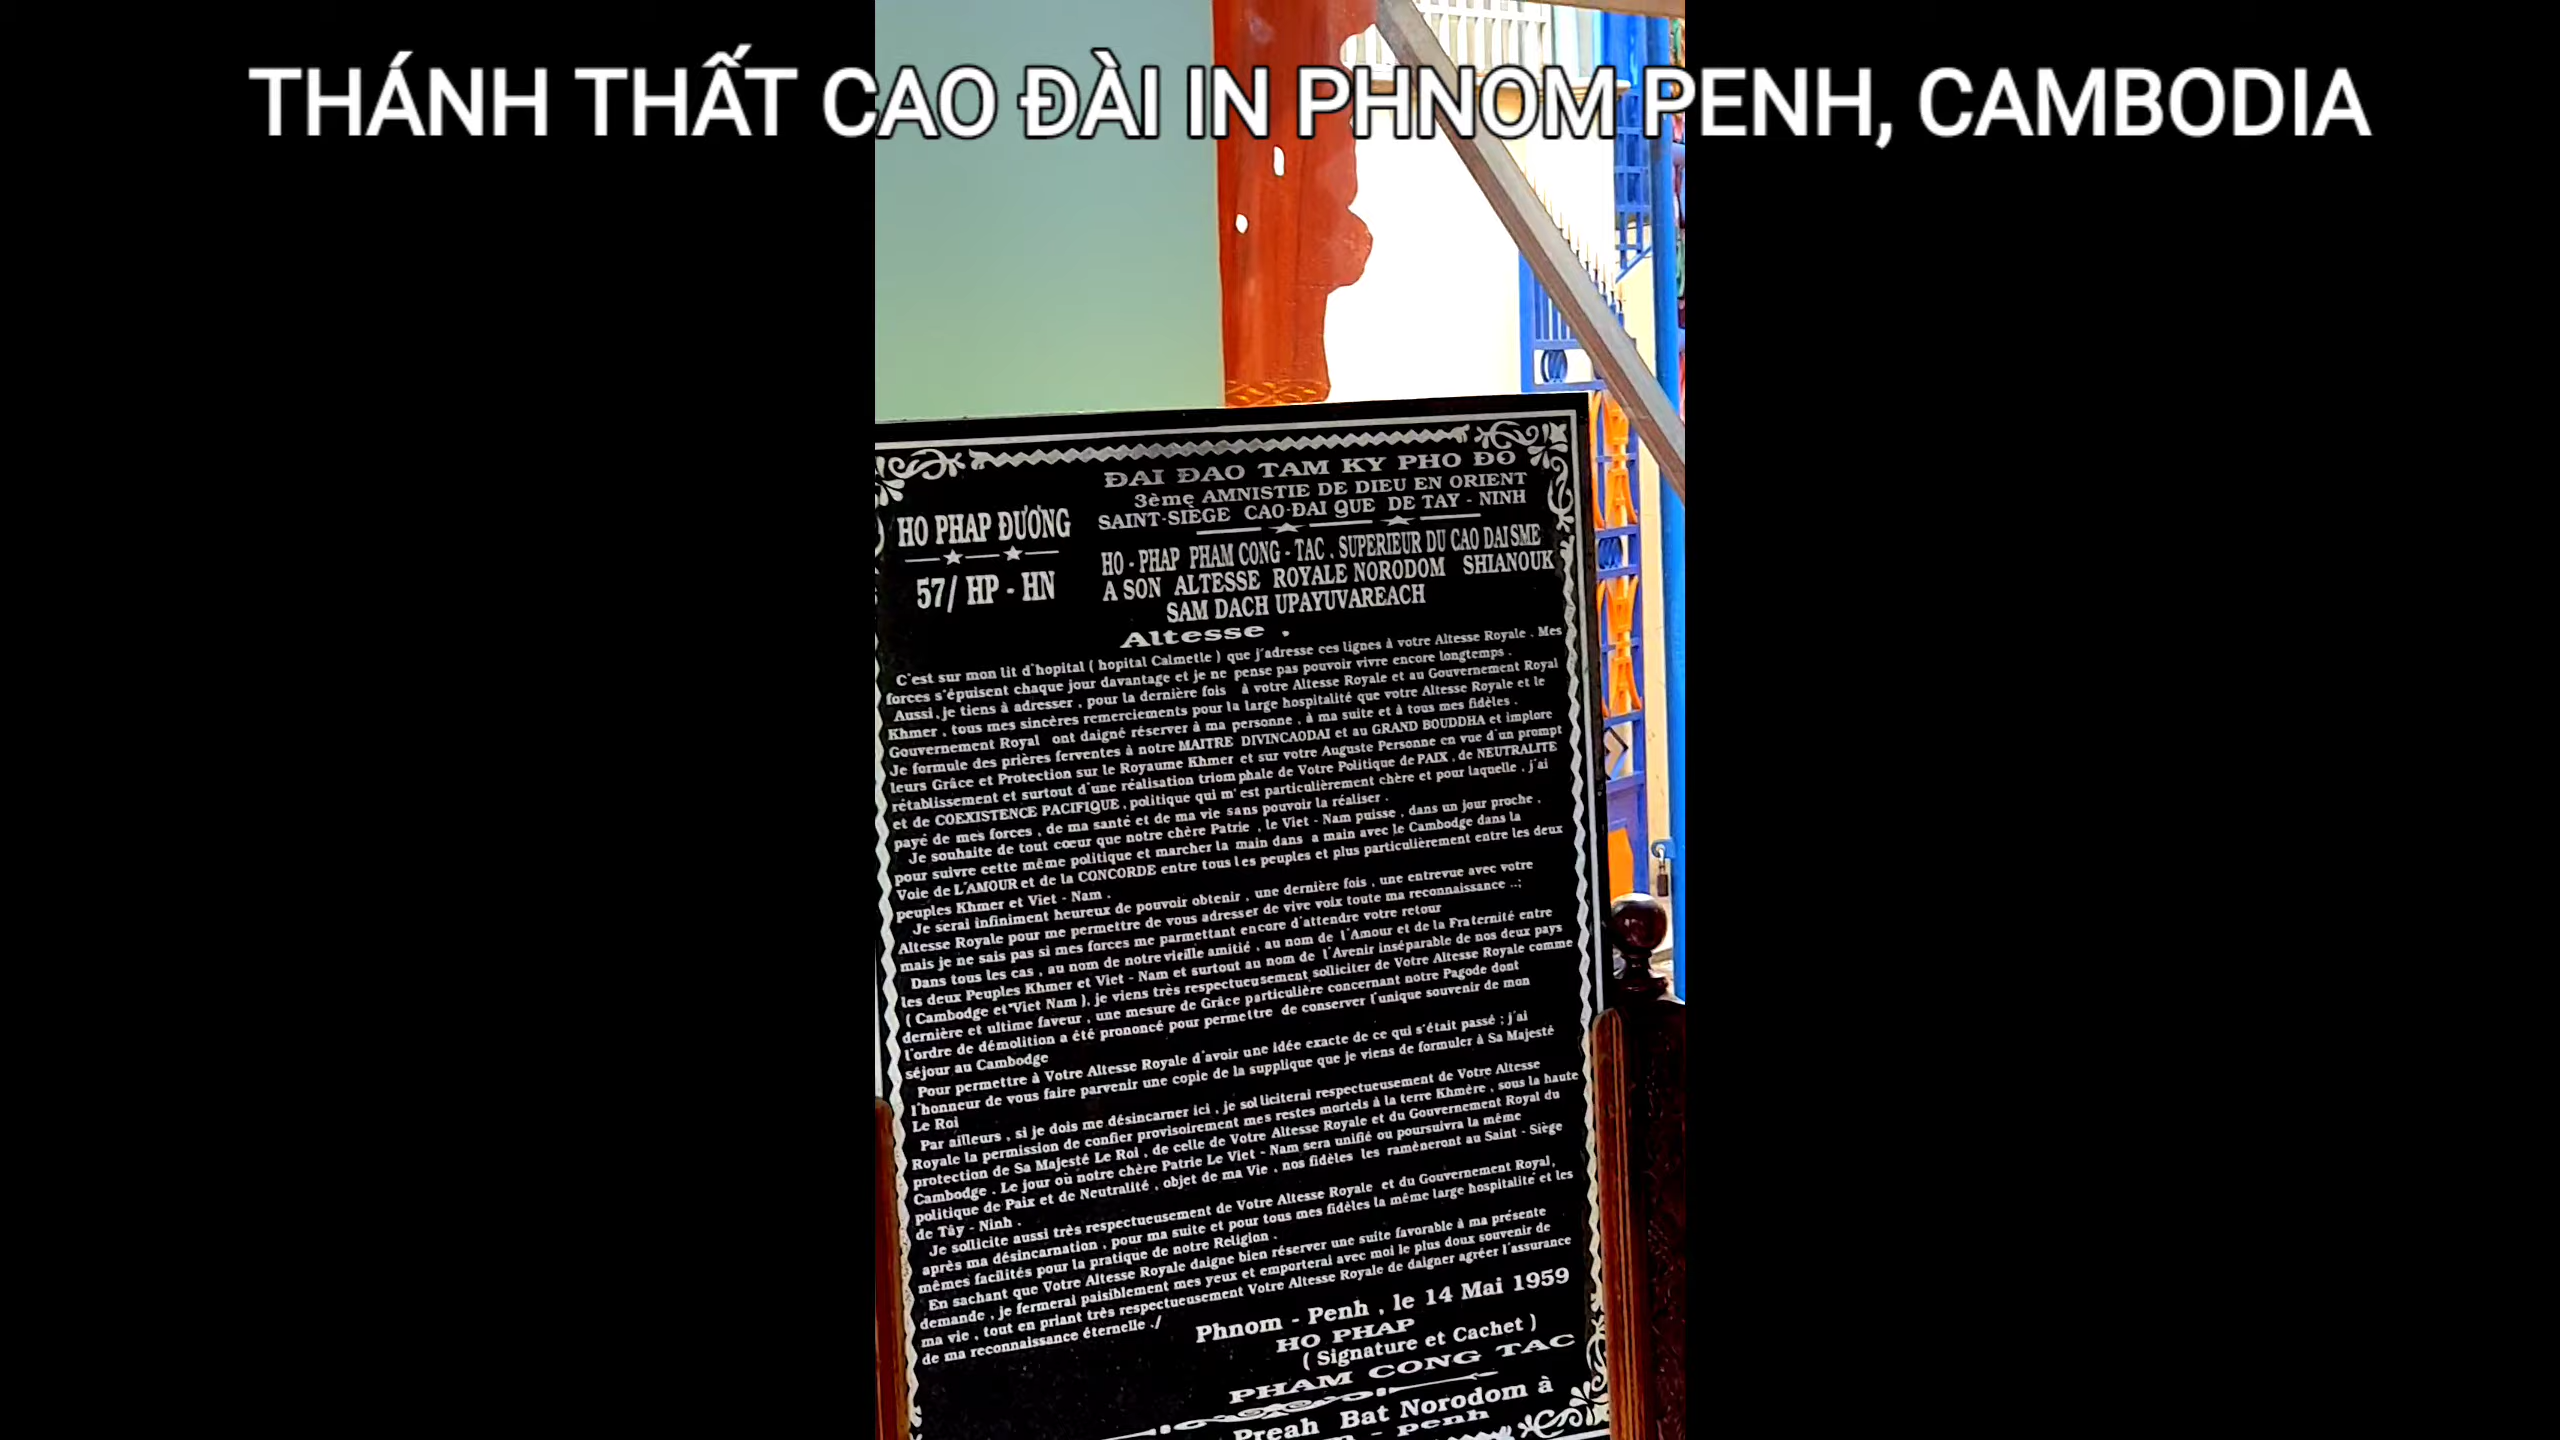 THÁNH THẤT CAO ĐÀI IN PHNOM PENH, CAMBODIA
ĐAI ĐAO TAM KY PHO ĐO
3ème AMNISTIE DE DIEU EN ORIENT
SAINT-SIÈGE CAO-ĐAI QUE DE TAY - NINH
HO PHAP ĐƯƠNG
57/ HP - HN
HO - PHAP PHAM CONG - TAC . SUPERIEUR DU CAO DAISME
A SON ALTESSE ROYALE NORODOM SHIANOUK
SAM DACH UPAYUVAREACH
Altesse .
C'est sur mon lit d'hopital ( hopital Calmetle ) que j'adresse ces lignes à votre Altesse Royale . Mes
forces s'épuisent chaque jour davantage et je ne pense pas pouvoir vivre encore longtemps .
Aussi , je tiens à adresser , pour la dernière fois à votre Altesse Royale et au Gouvernement Royal
Khmer , tous mes sincères remerciements pour la large hospitalité que votre Altesse Royale et le
Gouvernement Royal ont daigné réserver à ma personne , à ma suite et à tous mes fidèles .
Je formule des prières ferventes à notre MAITRE DIVINCAODAI et au GRAND BOUDDHA et implore
leurs Grâce et Protection sur le Royaume Khmer et sur votre Auguste Personne en vue d'un prompt
rétablissement et surtout d'une réalisation triom phale de Votre Politique de PAIX , de NEUTRALITE
et de COEXISTENCE PACIFIQUE , politique qui m' est particulièrement chère et pour laquelle , j'ai
payé de mes forces , de ma santé et de ma vie sans pouvoir la réaliser .
Je souhaite de tout cœur que notre chère Patrie , le Viet - Nam puisse , dans un jour proche ,
pour suivre cette même politique et marcher la main dans a main avec le Cambodge dans la
Voie de L'AMOUR et de la CONCORDE entre tous les peuples et plus particulièrement entre les deux
peuples Khmer et Viet - Nam .
Je serai infiniment heureux de pouvoir obtenir , une dernière fois , une entrevue avec votre
Altesse Royale pour me permettre de vous adresser de vive voix toute ma reconnaissance ..;
mais je ne sais pas si mes forces me parmettant encore d'attendre votre retour
Dans tous les cas , au nom de notre vieille amitié , au nom de l'Amour et de la Fraternité entre
les deux Peuples Khmer et Viet - Nam et surtout au nom de l'Avenir inséparable de nos deux pays
( Cambodge et Viet Nam ), je viens très respectueusement solliciter de Votre Altesse Royale comme
dernière et ultime faveur , une mesure de Grâce particulière concernant notre Pagode dont
l'ordre de démolition a été prononcé pour permettre de conserver l'unique souvenir de mon
séjour au Cambodge
Pour permettre à Votre Altesse Royale d'avoir une idée exacte de ce qui s'était passé ; j'ai
l'honneur de vous faire parvenir une copie de la supplique que je viens de formuler à Sa Majesté
Le Roi
Par ailleurs , si je dois me désincarner ici , je sol liciterai respectueusement de Votre Altesse
Royale la permission de confier provisoirement mes restes mortels à la terre Khmère , sous la haute
protection de Sa Majesté Le Roi , de celle de Votre Altesse Royale et du Gouvernement Royal du
Cambodge . Le jour où notre chère Patrie Le Viet - Nam sera unifié ou poursuivra la même
politique de Paix et de Neutralité , objet de ma Vie , nos fidèles les ramèneront au Saint - Siège
de Tây - Ninh .
Je sollicite aussi très respectueusement de Votre Altesse Royale et du Gouvernement Royal,
après ma désincarnation , pour ma suite et pour tous mes fidèles la même large hospitalité et les
mêmes facilités pour la pratique de notre Religion .
En sachant que Votre Altesse Royale daigne bien réserver une suite favorable à ma présente
demande , je fermerai paisiblement mes yeux et emporterai avec moi le plus doux souvenir de
ma vie , tout en priant très respectueusement Votre Altesse Royale de daigner agréer l'assurance
de ma reconnaissance éternelle ./
Phnom - Penh , le 14 Mai 1959
HO PHAP
( Signature et Cachet )
PHAM CONG TAC
Preah Bat Norodom à
- Penh